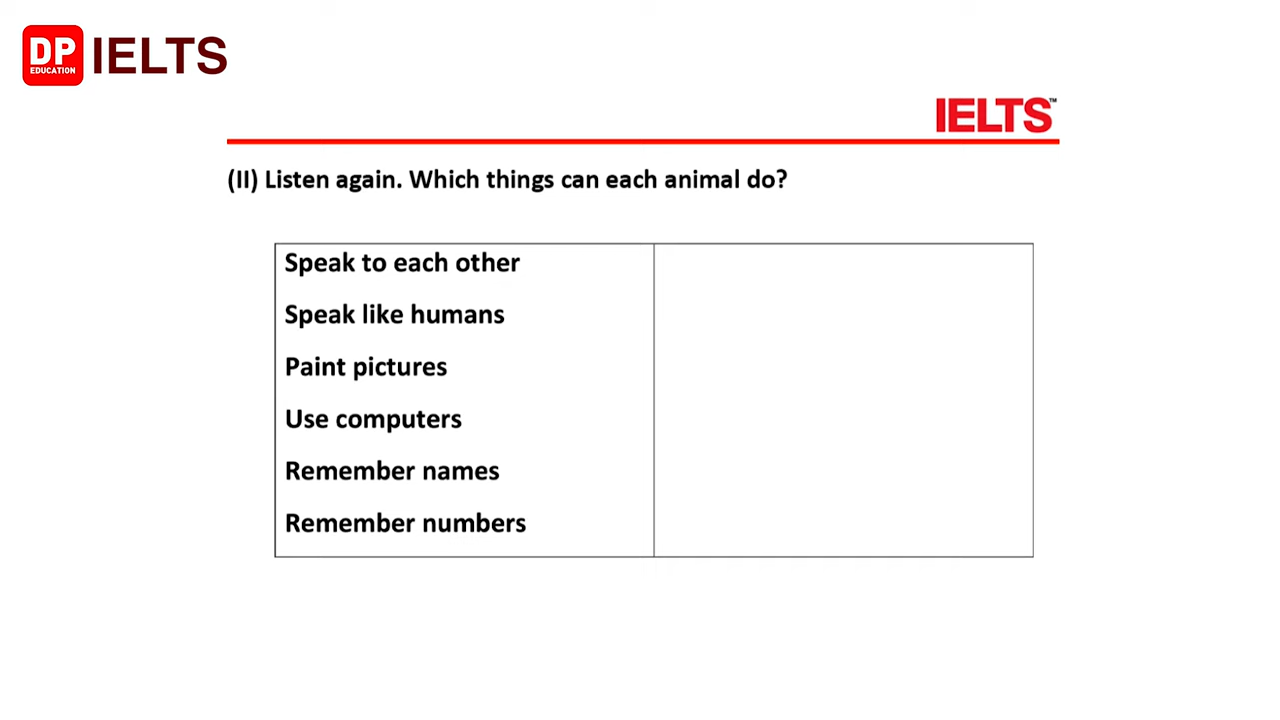 DP
EDUCATION
IELTS
IELTS™
(II) Listen again. Which things can each animal do?
Speak to each other
Speak like humans
Paint pictures
Use computers
Remember names
Remember numbers